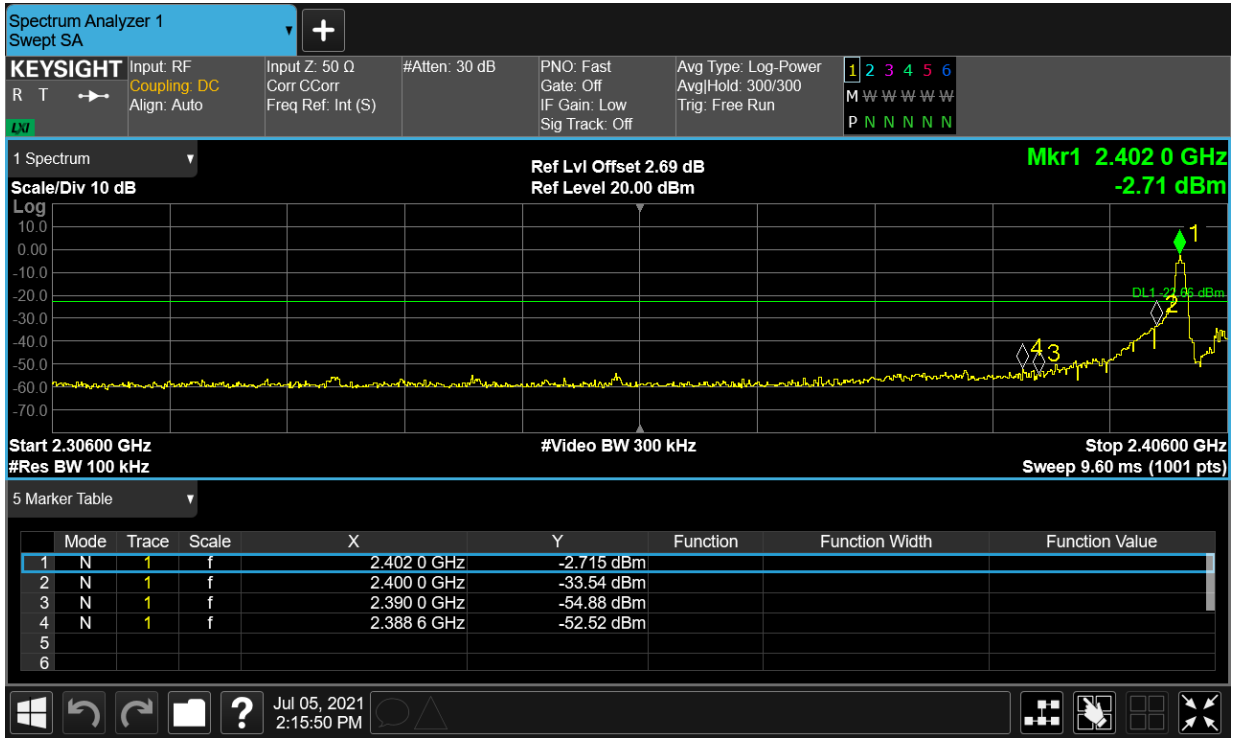 Spectrum Analyzer 1
Swept SA
KEYSIGHT
R T
LXI
Input: RF
Coupling: DC
Align: Auto
Input Z: 50 Ω
Corr CCorr
Freq Ref: Int (S)
#Atten: 30 dB
PNO: Fast
Gate: Off
IF Gain: Low
Sig Track: Off
Avg Type: Log-Power
Avg|Hold: 300/300
Trig: Free Run
1 2 3 4 5 6
M W W W W W
P N N N N N
1 Spectrum
Scale/Div 10 dB
Ref Lvl Offset 2.69 dB
Ref Level 20.00 dBm
Mkr1 2.402 0 GHz
-2.71 dBm
Log
10.0
0.00
-10.0
-20.0
-30.0
-40.0
-50.0
-60.0
-70.0
1
DL1 -22.66 dBm
2
4 3
Start 2.30600 GHz
#Video BW 300 kHz
Stop 2.40600 GHz
#Res BW 100 kHz
Sweep 9.60 ms (1001 pts)
5 Marker Table
Mode Trace Scale X Y Function Function Width Function Value
1 N 1 f 2.402 0 GHz -2.715 dBm
2 N 1 f 2.400 0 GHz -33.54 dBm
3 N 1 f 2.390 0 GHz -54.88 dBm
4 N 1 f 2.388 6 GHz -52.52 dBm
5
6
?
Jul 05, 2021
2:15:50 PM